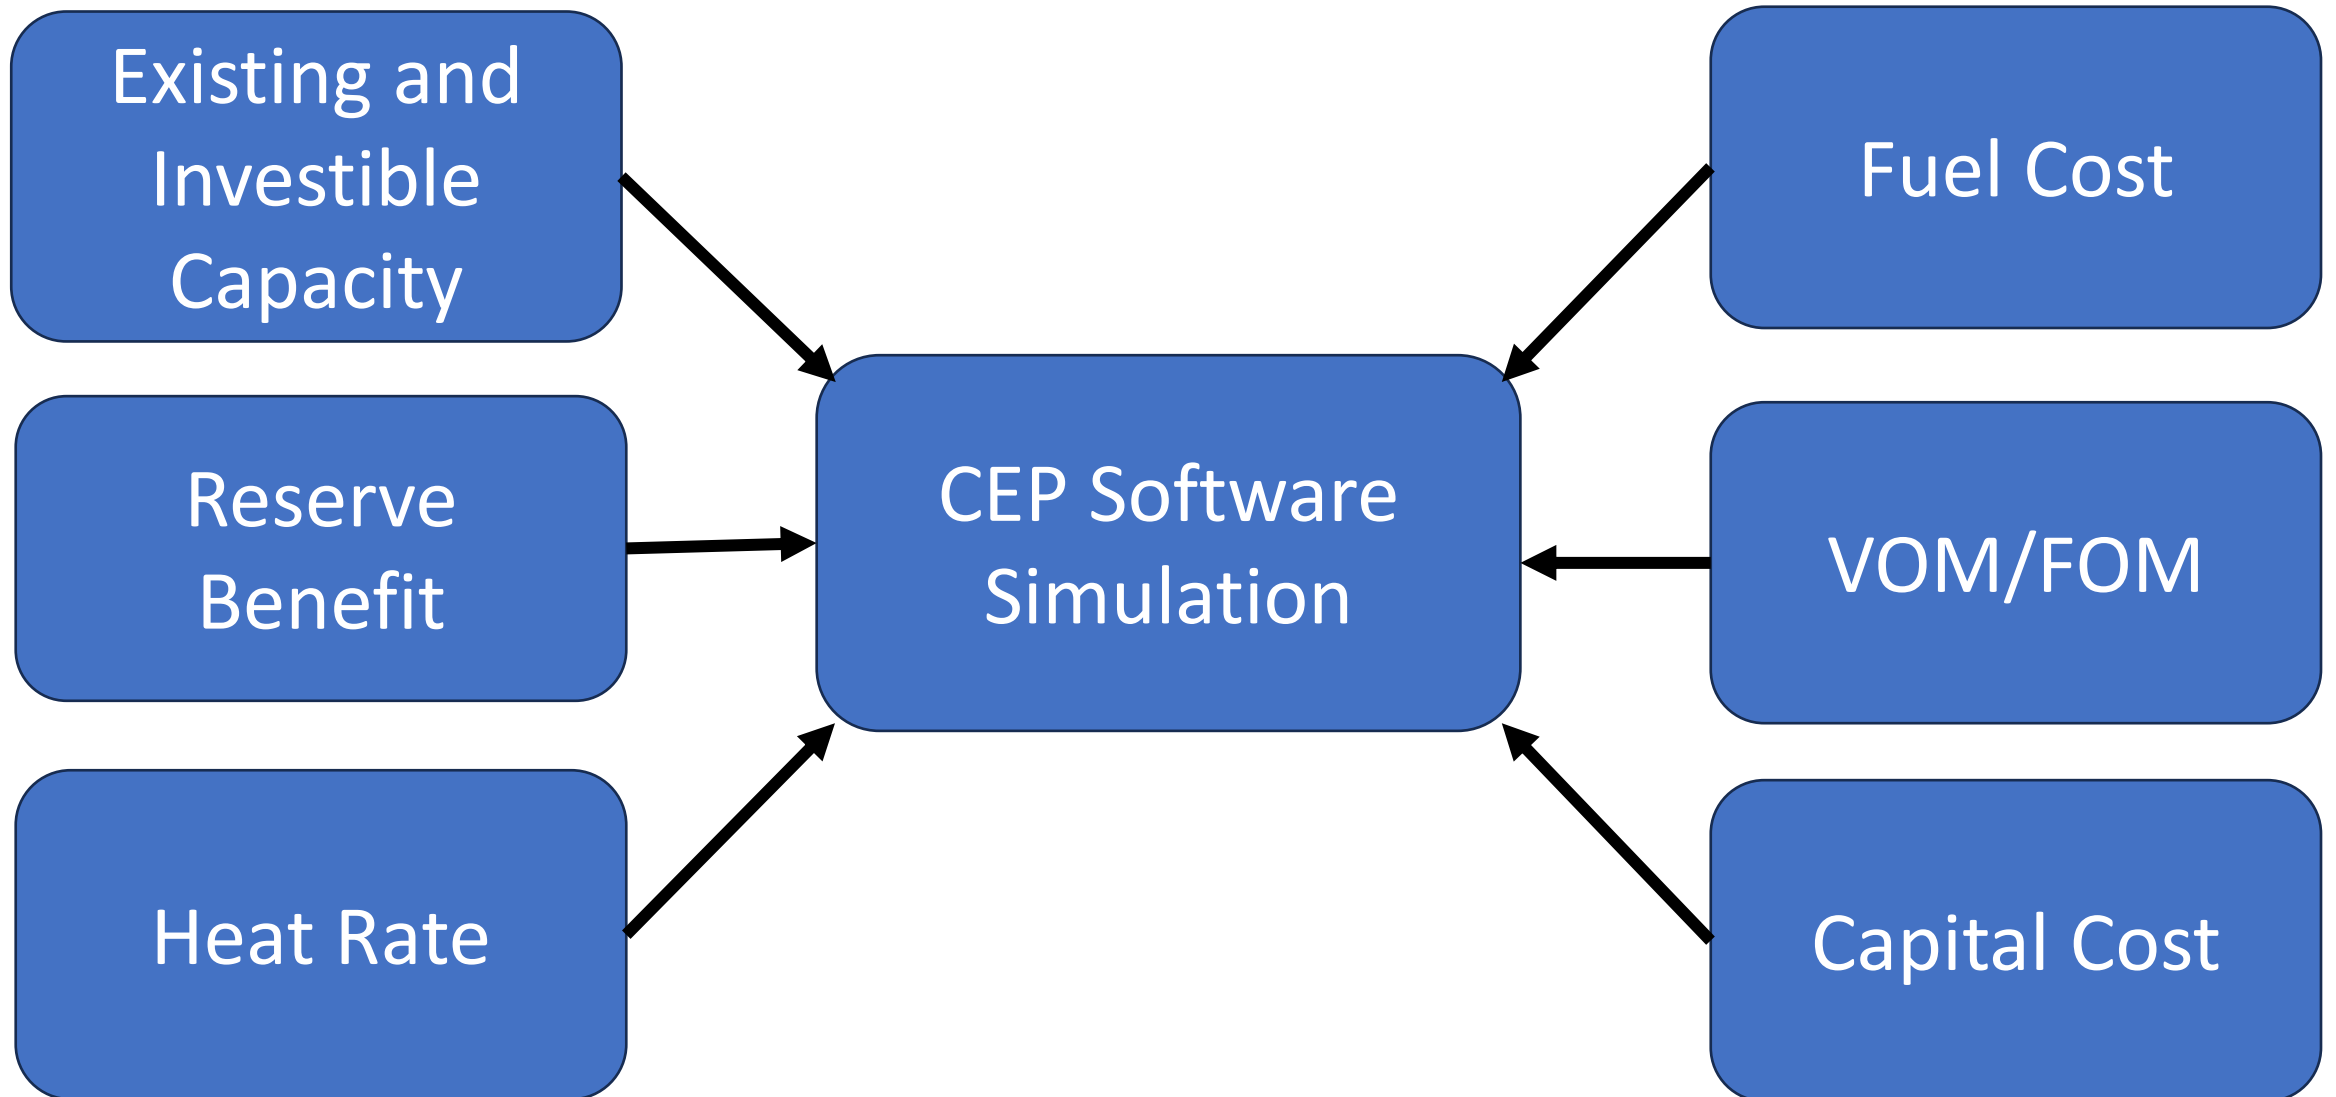 Existing and
Investible
Capacity
Reserve
Benefit
Heat Rate
CEP Software
Simulation
Fuel Cost
VOM/FOM
Capital Cost